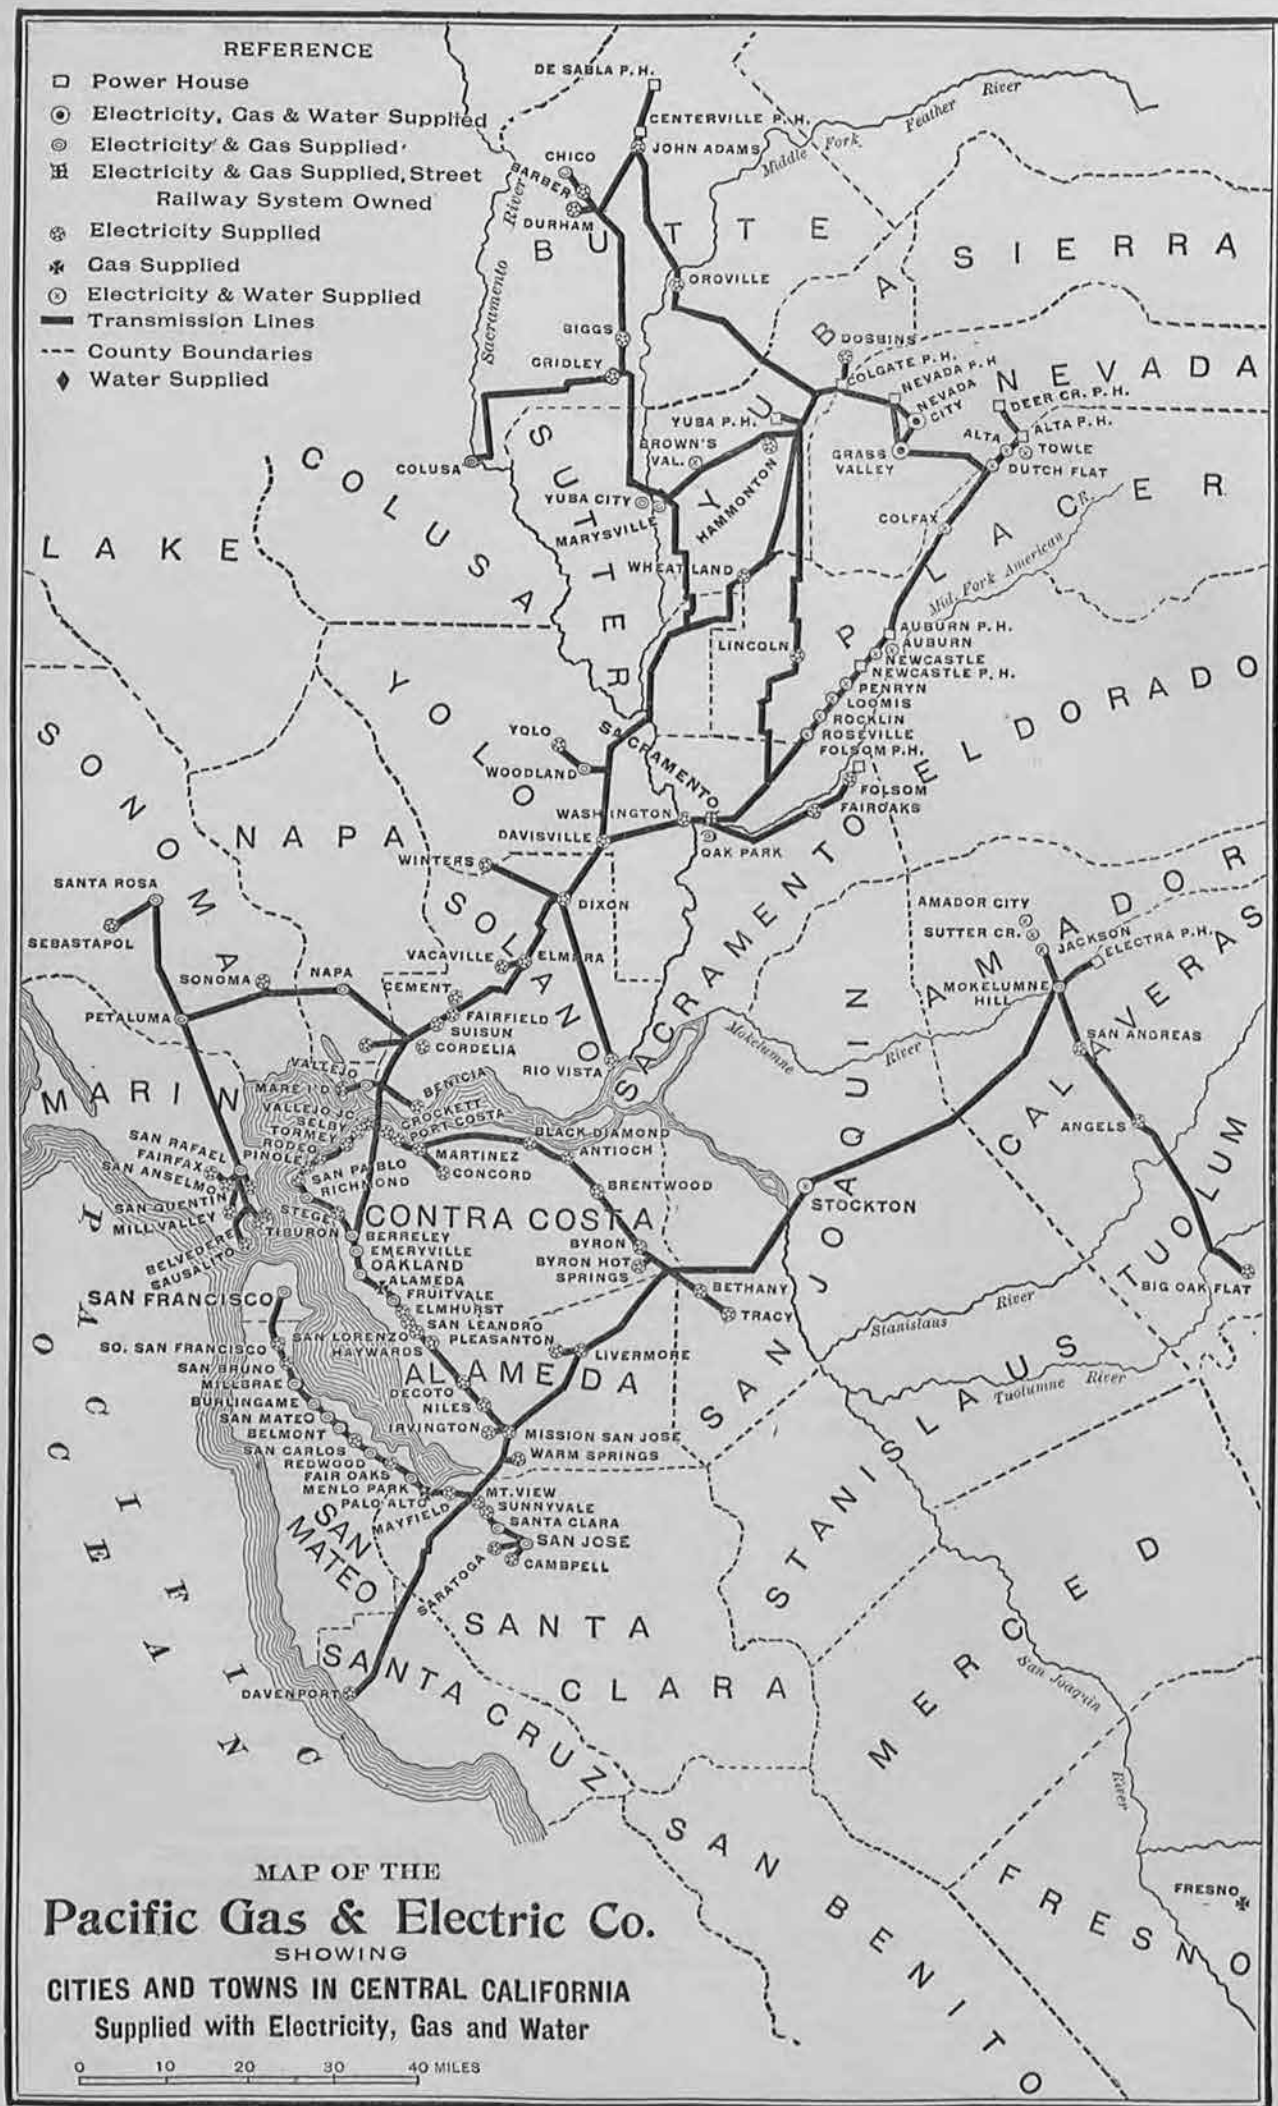 REFERENCE
Power House
Electricity, Gas & Water Supplied
Electricity & Gas Supplied
Electricity & Gas Supplied, Street
Railway System Owned
Electricity Supplied
Gas Supplied
Electricity & Water Supplied
Transmission Lines
County Boundaries
Water Supplied
DE SABLA P.H.
CENTERVILLE P.H.
JOHN ADAMS
Feather River
Middle Fork
CHICO
BARBER
DURHAM
Sacramento River
BUTTE
SIERRA
OROVILLE
BIGGS
GRIDLEY
YUBA
DOBBINS
COLGATE P.H.
NEVADA P.H
NEVADA CITY
NEVADA
DEER CR. P.H.
ALTA P.H.
ALTA
TOWLE
DUTCH FLAT
GRASS VALLEY
YUBA P.H.
BROWN'S VAL.
HAMMONTON
COLUSA
COLUSA
SUTTER
YUBA CITY
MARYSVILLE
COLFAX
PLACER
CR.
Mid. Fork American
LAKE
WHEATLAND
LINCOLN
AUBURN P.H.
AUBURN
NEWCASTLE
NEWCASTLE P.H.
PENRYN
LOOMIS
ROCKLIN
ROSEVILLE
FOLSOM P.H.
FOLSOM
FAIROAKS
ELDORADO
YOLO
YOLO
WOODLAND
SACRAMENTO
WASHINGTON
DAVISVILLE
OAK PARK
SONOMA
NAPA
WINTERS
DIXON
SACRAMENTO
SANTA ROSA
SEBASTAPOL
SOLANO
VACAVILLE
ELMIRA
AMADOR CITY
SUTTER CR.
JACKSON
ELECTRA P.H.
AMADOR
MOKELUMNE HILL
SONOMA
NAPA
CEMENT
PETALUMA
FAIRFIELD
SUISUN
CORDELIA
RIO VISTA
Mokelumne River
SAN ANDREAS
CALAVERAS
ANGELS
MARIN
VALLEJO
MARE I'D
BENICIA
VALLEJO JC.
SELBY
TORMEY
RODEO
PINOLE
CROCKETT
PORT COSTA
BLACK DIAMOND
MARTINEZ
ANTIOCH
CONCORD
BRENTWOOD
SAN RAFAEL
FAIRFAX
SAN ANSELMO
SAN QUENTIN
MILL VALLEY
BELVEDERE
SAUSALITO
TIBURON
SAN PABLO
RICHMOND
STEGE
CONTRA COSTA
BERKELEY
EMERYVILLE
OAKLAND
ALAMEDA
FRUITVALE
ELMHURST
SAN LEANDRO
SAN LORENZO
HAYWARDS
PLEASANTON
LIVERMORE
BYRON
BYRON HOT SPRINGS
BETHANY
TRACY
STOCKTON
SAN JOAQUIN
TUOLUM
BIG OAK FLAT
Stanislaus River
Tuolumne River
SAN FRANCISCO
SO. SAN FRANCISCO
SAN BRUNO
MILLBRAE
BURLINGAME
SAN MATEO
BELMONT
SAN CARLOS
REDWOOD
FAIR OAKS
MENLO PARK
PALO ALTO
MAYFIELD
ALAMEDA
DECOTO
NILES
IRVINGTON
MISSION SAN JOSE
WARM SPRINGS
MT. VIEW
SUNNYVALE
SANTA CLARA
SAN JOSE
CAMBPELL
SARATOGA
SAN MATEO
STANISLAUS
MERCED
San Joaquin River
SANTA CLARA
SANTA CRUZ
DAVENPORT
PACIFIC
OCEAN
SAN BENITO
FRESNO
FRESNO
MAP OF THE
Pacific Gas & Electric Co.
SHOWING
CITIES AND TOWNS IN CENTRAL CALIFORNIA
Supplied with Electricity, Gas and Water
0 10 20 30 40 MILES